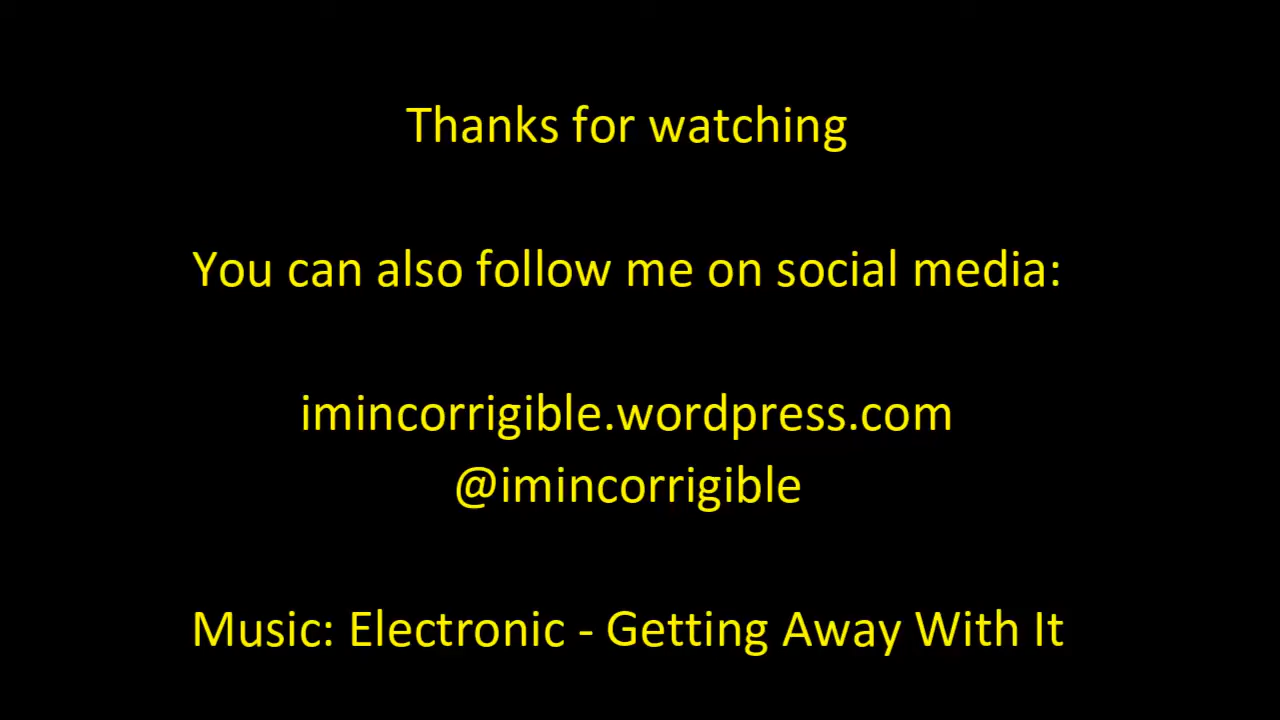 Thanks for watching
You can also follow me on social media:
imincorrigible.wordpress.com
@imincorrigible
Music: Electronic - Getting Away With It